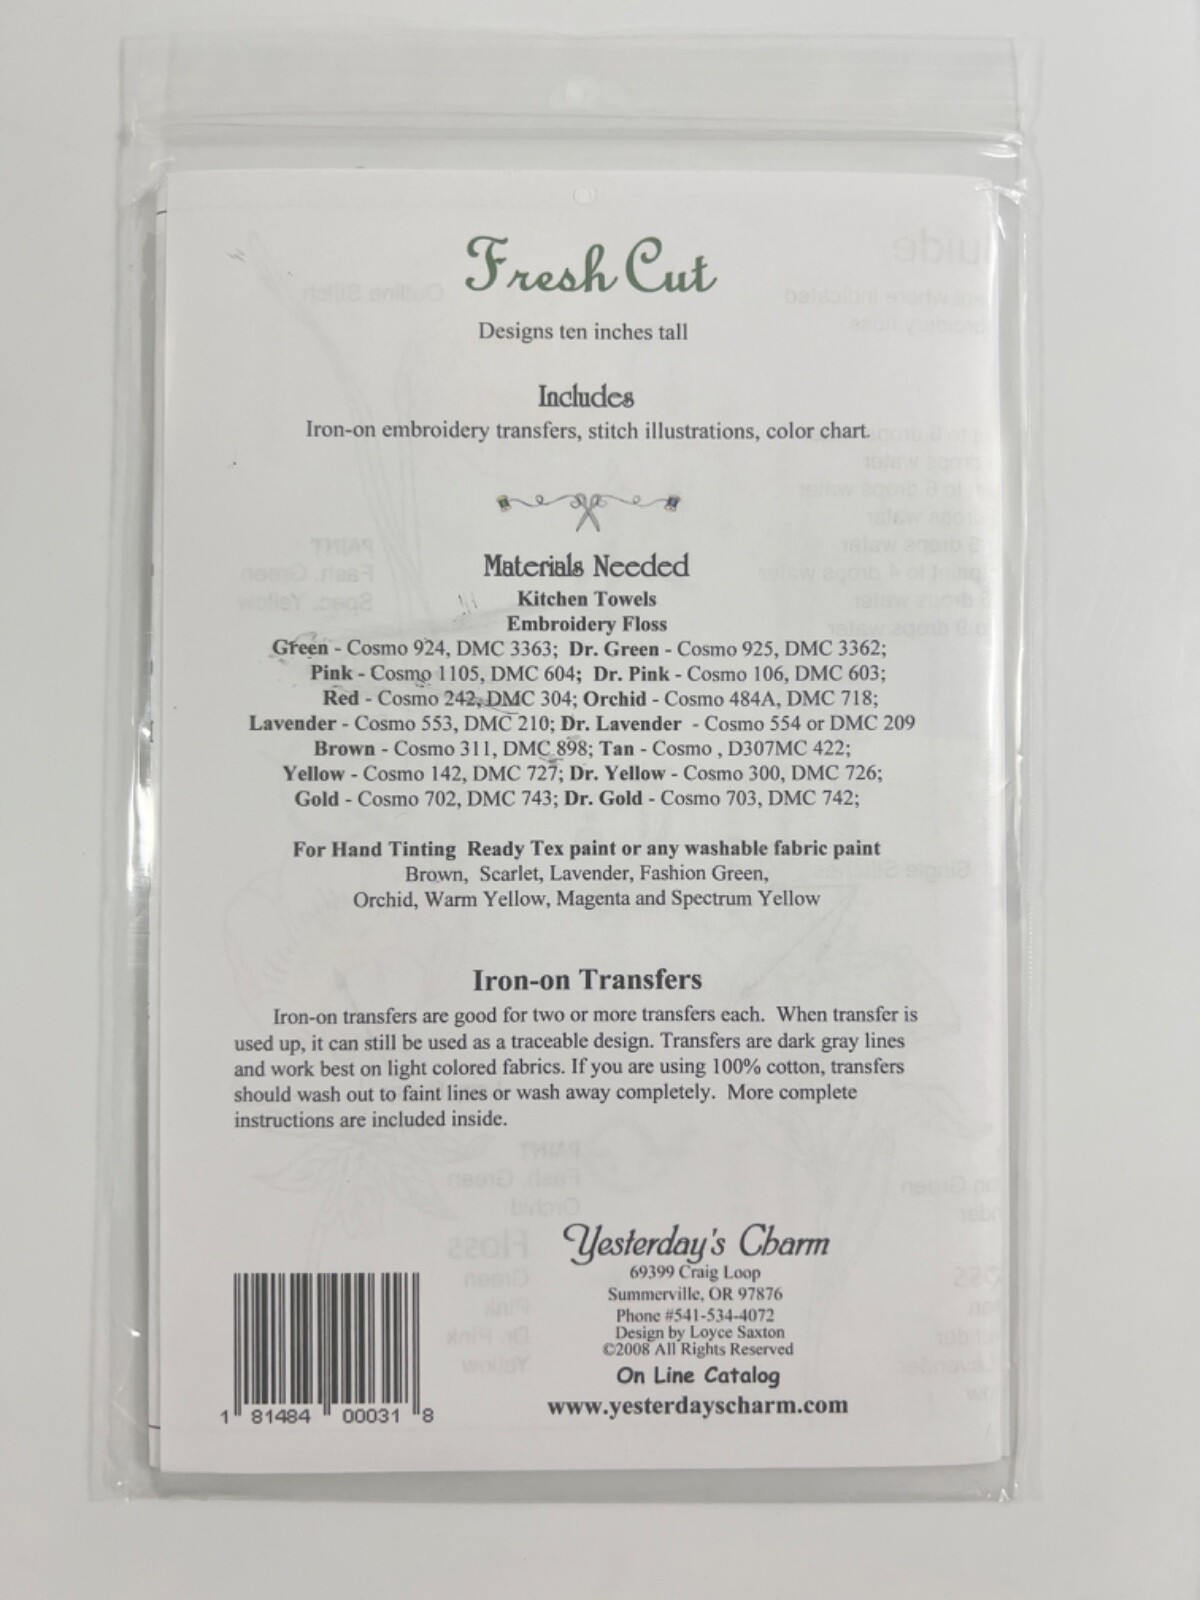 Fresh Cut
Designs ten inches tall
Includes
Iron-on embroidery transfers, stitch illustrations, color chart.
Materials Needed
Kitchen Towels
Embroidery Floss
Green - Cosmo 924, DMC 3363; Dr. Green - Cosmo 925, DMC 3362;
Pink - Cosmo 1105, DMC 604; Dr. Pink - Cosmo 106, DMC 603;
Red - Cosmo 242, DMC 304; Orchid - Cosmo 484A, DMC 718;
Lavender - Cosmo 553, DMC 210; Dr. Lavender - Cosmo 554 or DMC 209
Brown - Cosmo 311, DMC 898; Tan - Cosmo , D307MC 422;
Yellow - Cosmo 142, DMC 727; Dr. Yellow - Cosmo 300, DMC 726;
Gold - Cosmo 702, DMC 743; Dr. Gold - Cosmo 703, DMC 742;
For Hand Tinting Ready Tex paint or any washable fabric paint
Brown, Scarlet, Lavender, Fashion Green,
Orchid, Warm Yellow, Magenta and Spectrum Yellow
Iron-on Transfers
Iron-on transfers are good for two or more transfers each. When transfer is
used up, it can still be used as a traceable design. Transfers are dark gray lines
and work best on light colored fabrics. If you are using 100% cotton, transfers
should wash out to faint lines or wash away completely. More complete
instructions are included inside.
Yesterday's Charm
69399 Craig Loop
Summerville, OR 97876
Phone #541-534-4072
Design by Loyce Saxton
©2008 All Rights Reserved
On Line Catalog
www.yesterdayscharm.com
1 81484 00031 8